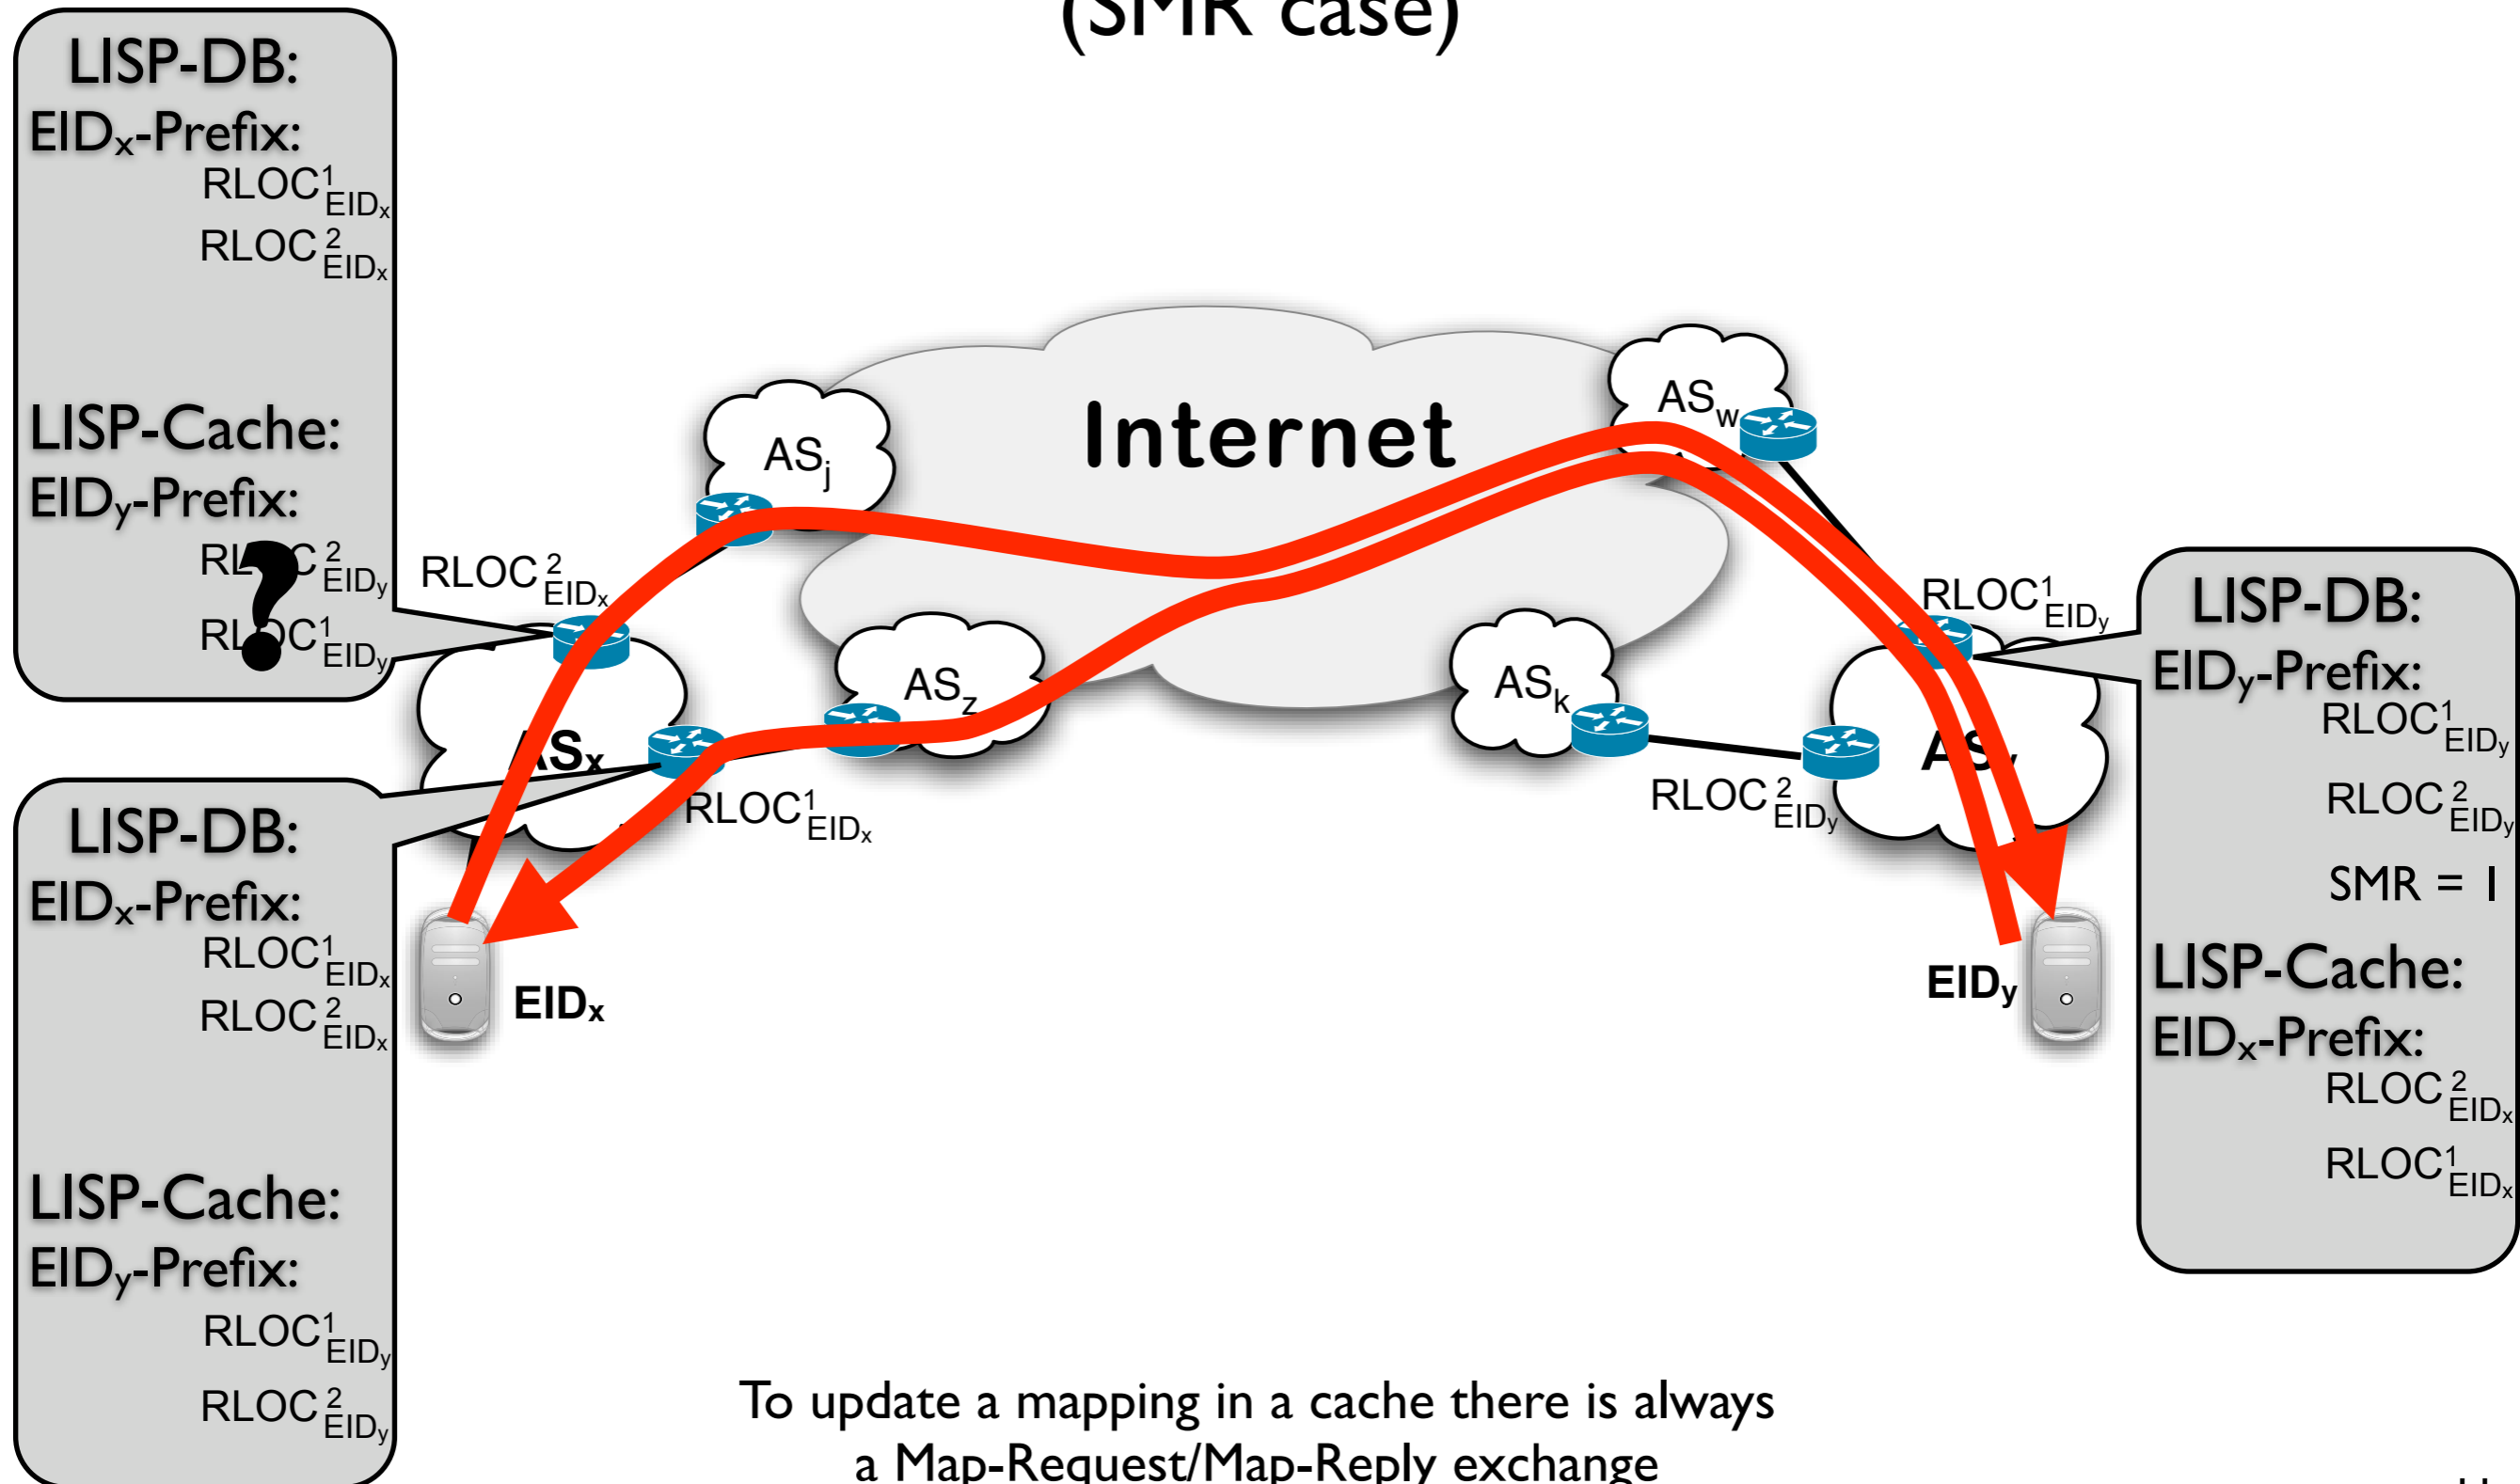 (SMR case)
LISP-DB:
EIDx-Prefix:
RLOC¹EIDx
RLOC²EIDx
LISP-Cache:
EIDy-Prefix:
RLOC²EIDy
RLOC¹EIDy
?
LISP-DB:
EIDx-Prefix:
RLOC¹EIDx
RLOC²EIDx
LISP-Cache:
EIDy-Prefix:
RLOC¹EIDy
RLOC²EIDy
Internet
ASj
ASw
RLOC²EIDx
ASz
ASk
ASx
RLOC¹EIDx
RLOC¹EIDy
RLOC²EIDy
ASy
EIDx
EIDy
LISP-DB:
EIDy-Prefix:
RLOC¹EIDy
RLOC²EIDy
SMR = 1
LISP-Cache:
EIDx-Prefix:
RLOC²EIDx
RLOC¹EIDx
To update a mapping in a cache there is always
a Map-Request/Map-Reply exchange